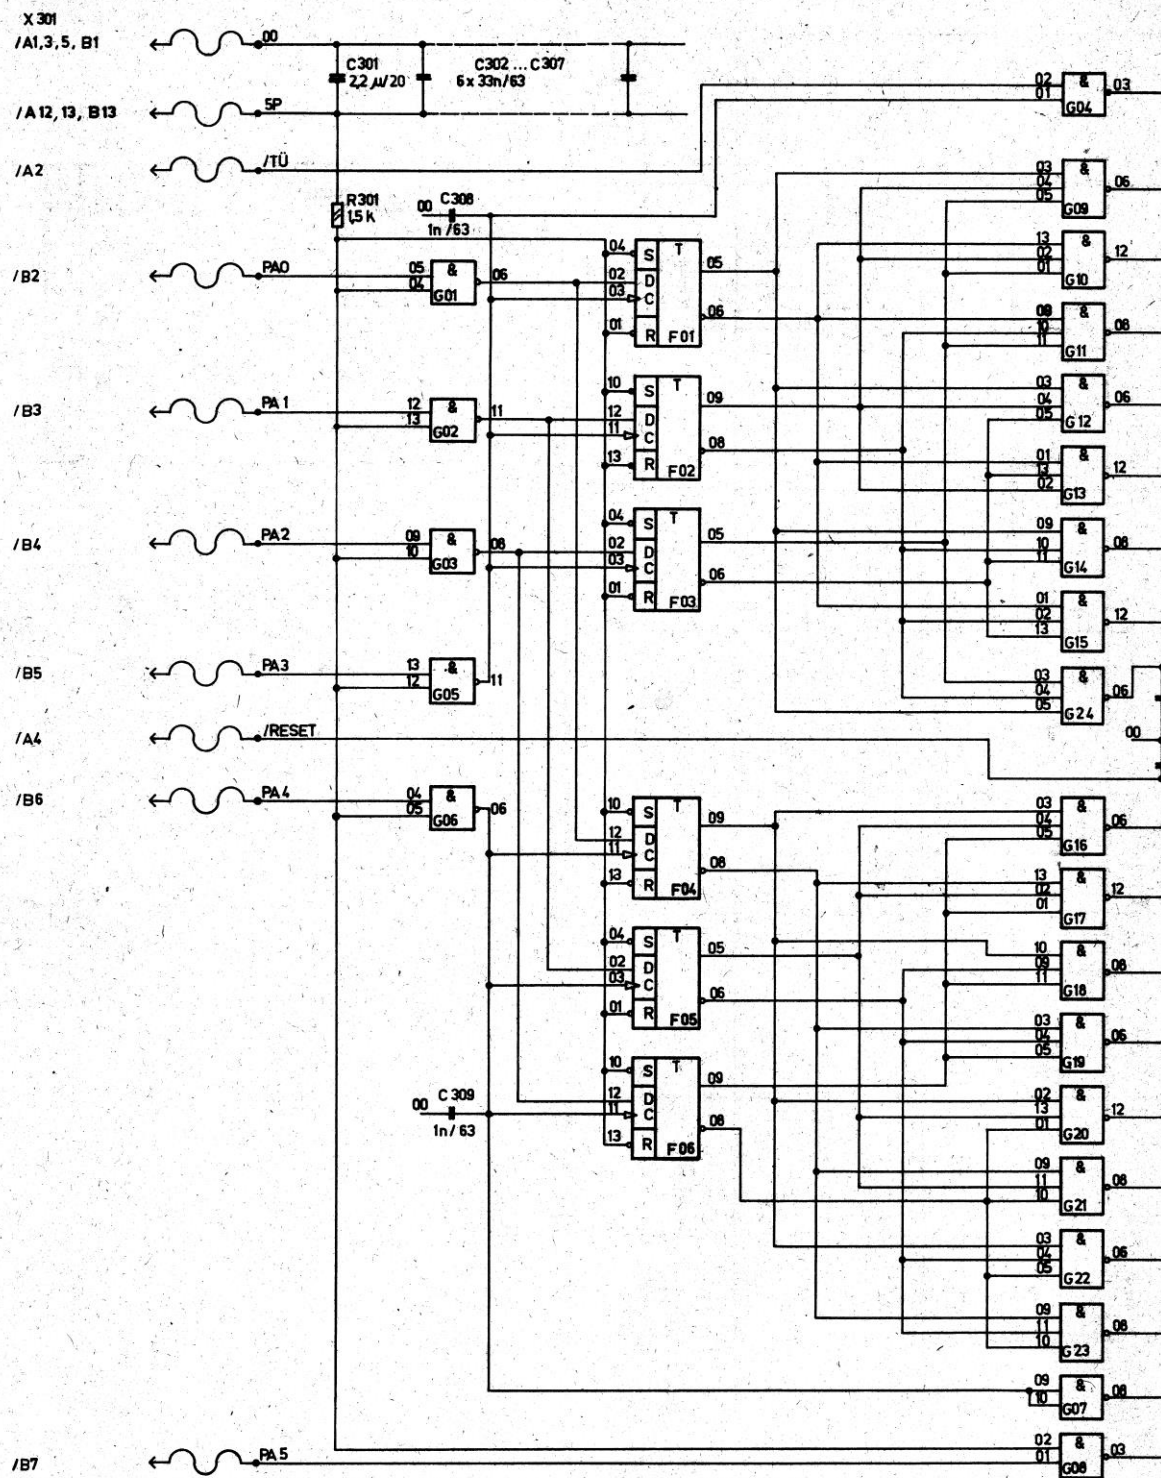 X 301
/A1,3,5, B1
00
C301
2,2 µ/20
C302 ... C307
6 x 33n/63
/A 12, 13, B13
5P
/A2
/TÜ
02
01
&
G04
03
R301
1,5 k
00
C308
1n/63
03
04
05
&
G09
06
/B2
PA0
05
04
&
G01
06
04
02
03
01
S
D
C
R
T
F01
05
06
13
02
01
&
G10
12
09
10
11
&
G11
08
/B3
PA 1
12
13
&
G02
11
10
12
11
13
S
D
C
R
T
F02
09
08
03
04
05
&
G12
06
01
13
02
&
G13
12
/B4
PA2
09
10
&
G03
08
04
02
03
01
S
D
C
R
T
F03
05
06
09
10
11
&
G14
08
01
02
13
&
G15
12
/B5
PA3
13
12
&
G05
11
03
04
05
&
G24
06
/A4
/RESET
00
/B6
PA4
04
05
&
G06
06
10
12
11
13
S
D
C
R
T
F04
09
08
03
04
05
&
G16
06
13
02
01
&
G17
12
04
02
03
01
S
D
C
R
T
F05
05
06
10
09
11
&
G18
08
03
04
05
&
G19
06
00
C 309
1n/63
10
12
11
13
S
D
C
R
T
F06
09
08
02
13
01
&
G20
12
09
11
10
&
G21
08
03
04
05
&
G22
06
09
11
10
&
G23
08
09
10
&
G07
08
/B7
PA 5
02
01
&
G08
03